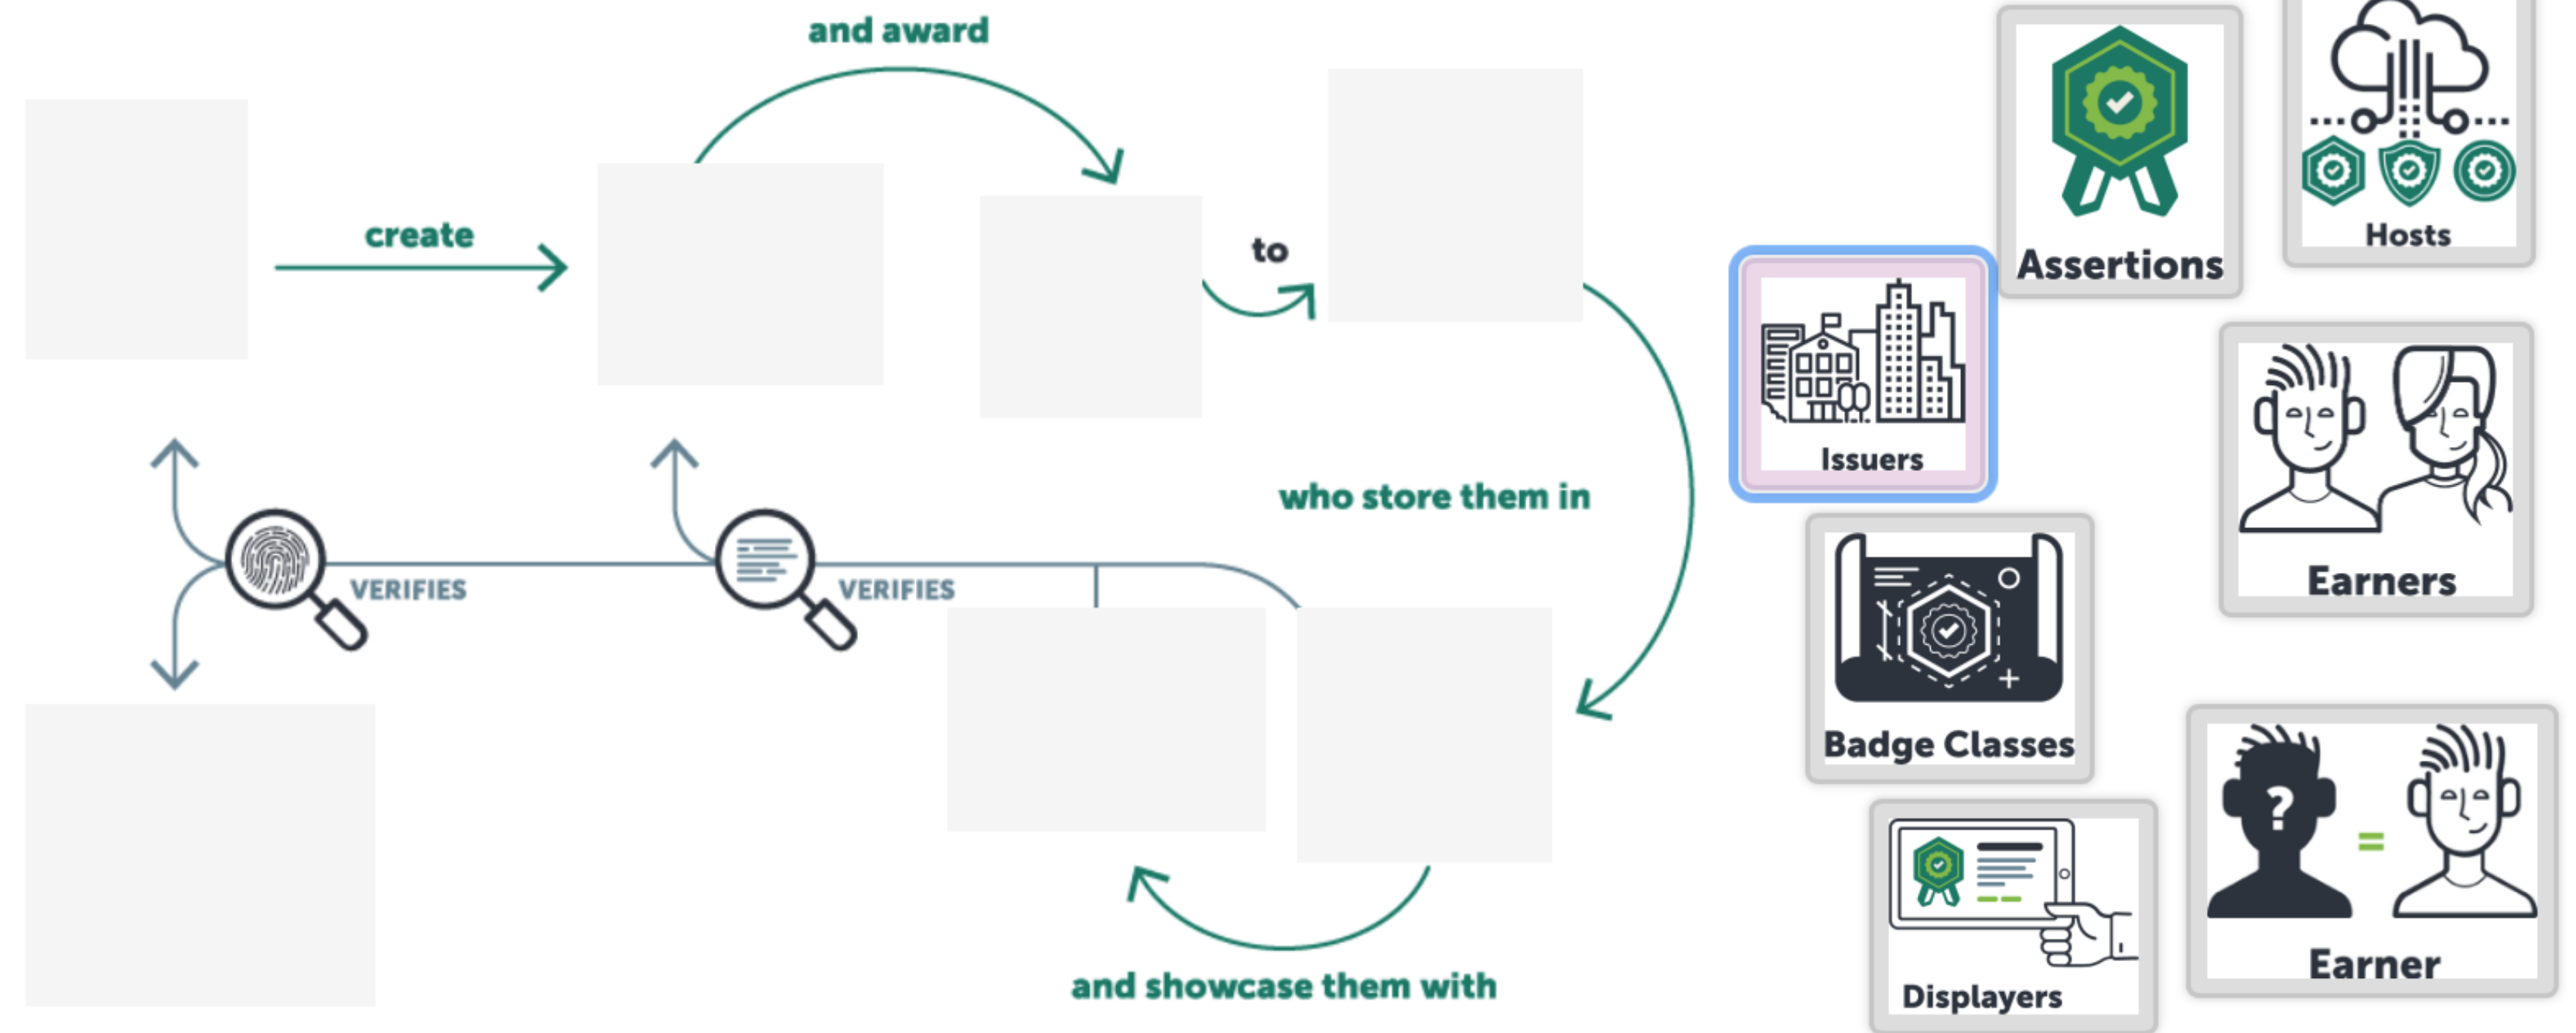 and award
create
to
who store them in
VERIFIES
VERIFIES
and showcase them with
Assertions
Hosts
Issuers
Earners
Badge Classes
?
=
Earner
Displayers